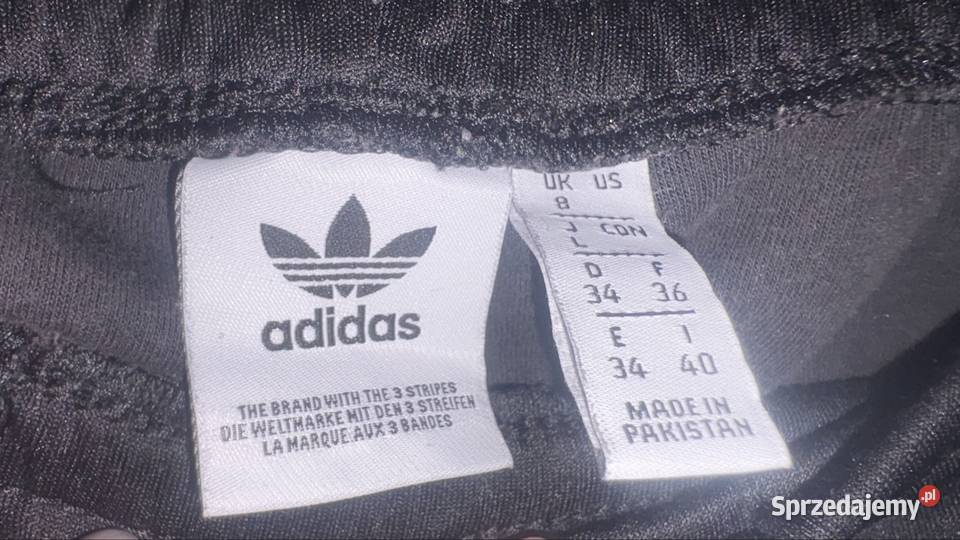 adidas
THE BRAND WITH THE 3 STRIPES
DIE WELTMARKE MIT DEN 3 STREIFEN
LA MARQUE AUX 3 BANDES
UK US
8
J CDN
L
D F
34 36
E I
34 40
MADE IN
PAKISTAN
Sprzedajemy.pl